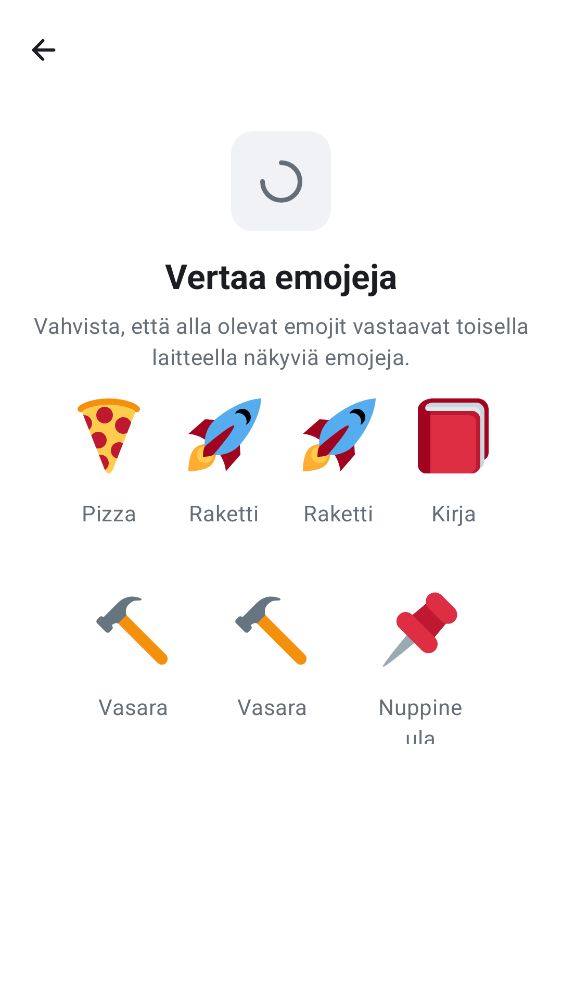 Vertaa emojeja
Vahvista, että alla olevat emojit vastaavat toisella
laitteella näkyviä emojeja.
Pizza Raketti Raketti Kirja
Vasara Vasara Nuppine
ula